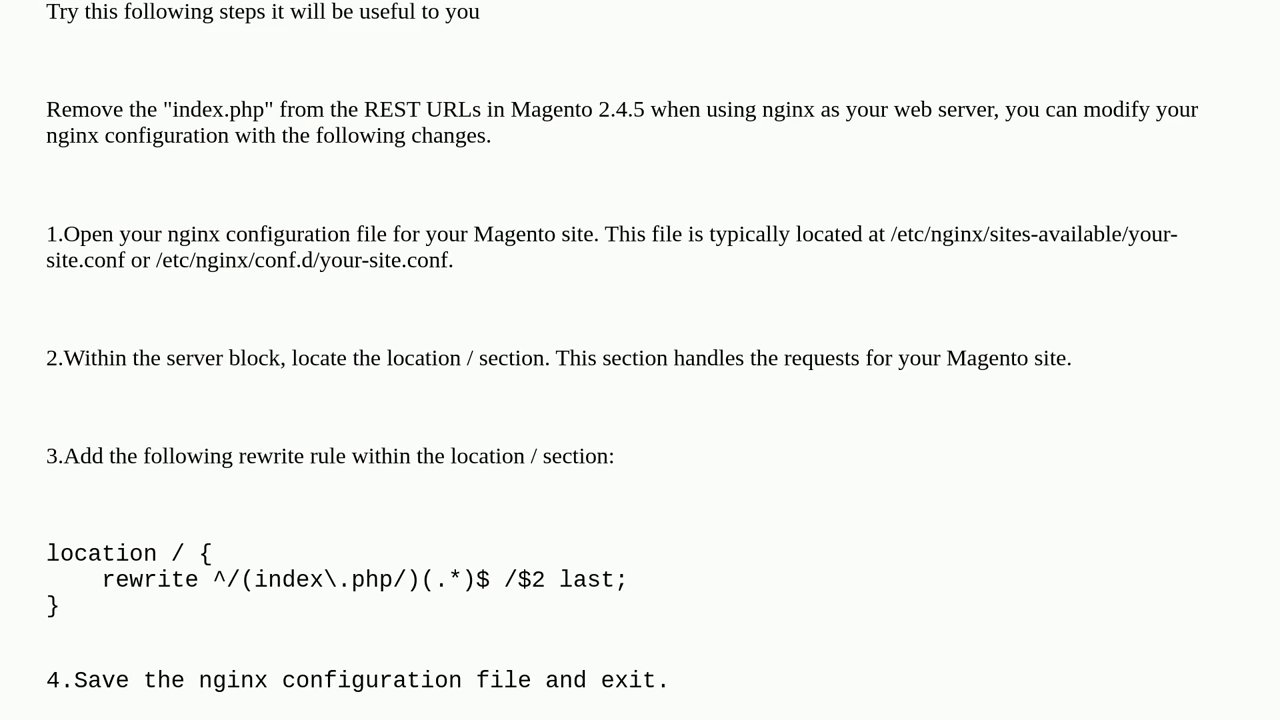 Try this following steps it will be useful to you
Remove the "index.php" from the REST URLs in Magento 2.4.5 when using nginx as your web server, you can modify your
nginx configuration with the following changes.
1.Open your nginx configuration file for your Magento site. This file is typically located at /etc/nginx/sites-available/your-
site.conf or /etc/nginx/conf.d/your-site.conf.
2.Within the server block, locate the location / section. This section handles the requests for your Magento site.
3.Add the following rewrite rule within the location / section:
location / {
    rewrite ^/(index\.php/)(.*)$ /$2 last;
}
4.Save the nginx configuration file and exit.